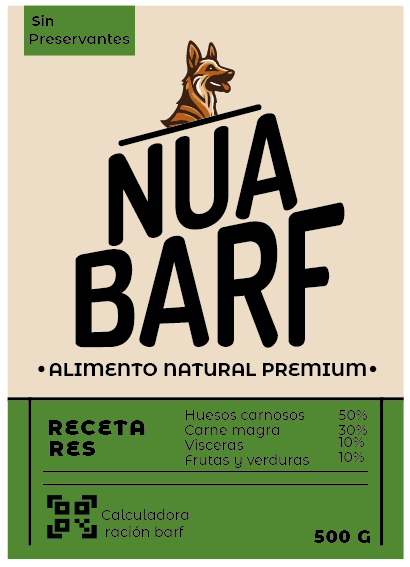 Sin
Preservantes
NUA
BARF
• ALIMENTO NATURAL PREMIUM •
RECETA
RES
Huesos carnosos 50%
Carne magra 30%
Visceras 10%
Frutas y verduras 10%
Calculadora
ración barf
500 G